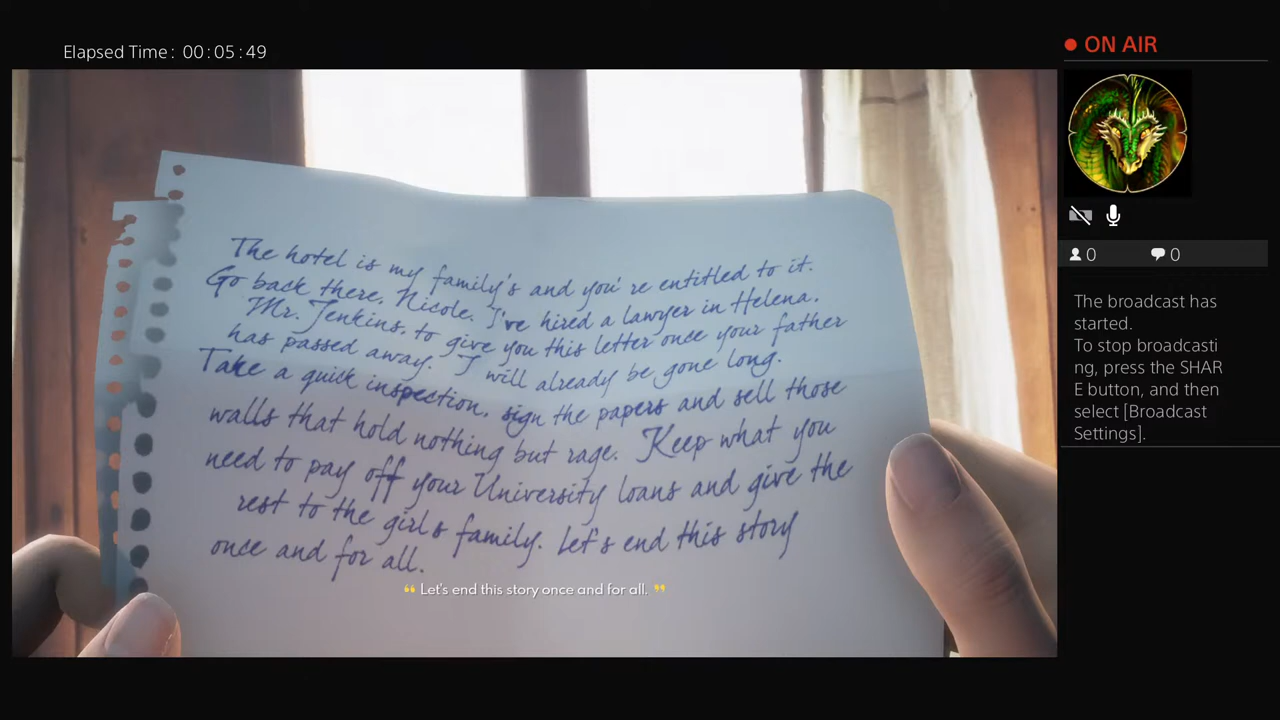 Elapsed Time: 00:05:49
ON AIR
The hotel is my family's and you're entitled to it.
Go back there, Nicole. I've hired a lawyer in Helena,
Mr. Jenkins, to give you this letter once your father
has passed away. I will already be gone long.
Take a quick inspection, sign the papers and sell those
walls that hold nothing but rage. Keep what you
need to pay off your University loans and give the
rest to the girls family. Let's end this story
once and for all.
“ Let's end this story once and for all. ”
0
0
The broadcast has
started.
To stop broadcasti
ng, press the SHAR
E button, and then
select [Broadcast
Settings].